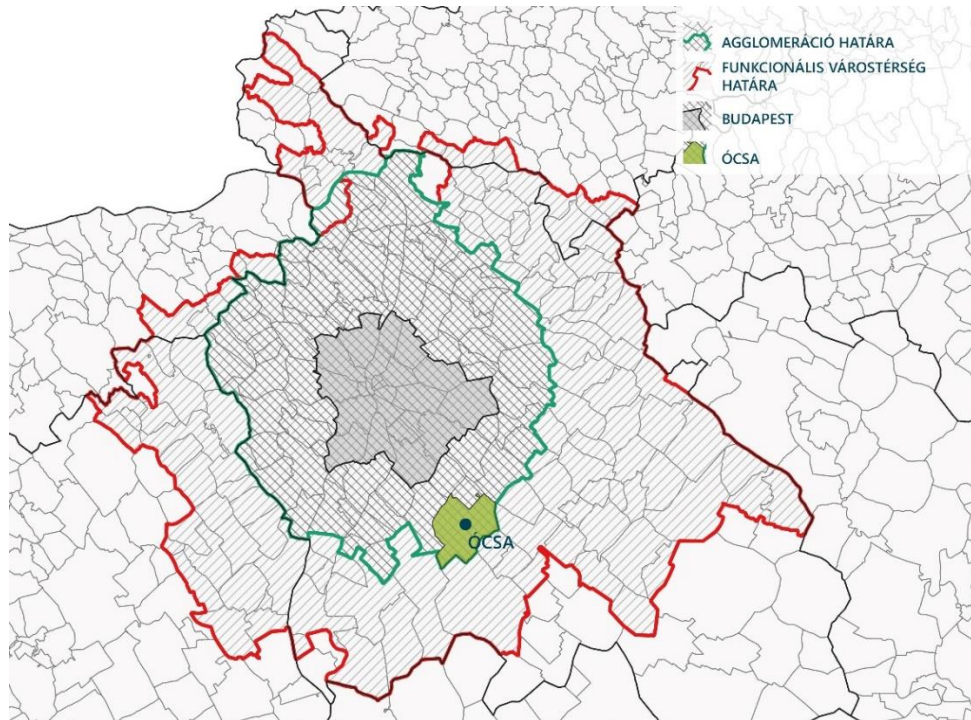 AGGLOMERÁCIÓ HATÁRA
FUNKCIONÁLIS VÁROSTÉRSÉG
HATÁRA
BUDAPEST
ÓCSA
ÓCSA